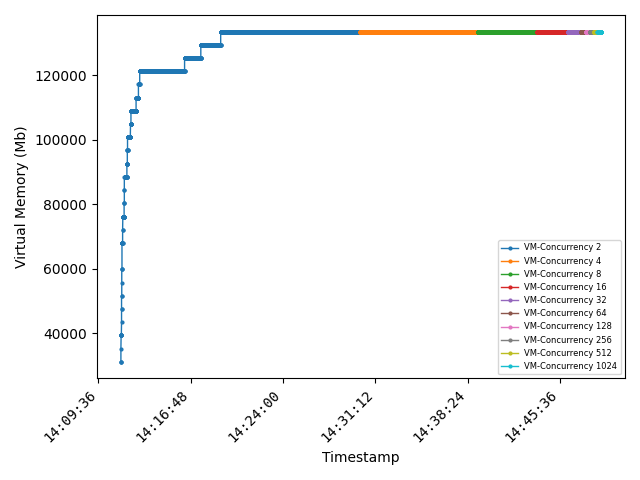 120000
100000
80000
60000
40000
Virtual Memory (Mb)
14:09:36
14:16:48
14:24:00
14:31:12
14:38:24
14:45:36
Timestamp
VM-Concurrency 2
VM-Concurrency 4
VM-Concurrency 8
VM-Concurrency 16
VM-Concurrency 32
VM-Concurrency 64
VM-Concurrency 128
VM-Concurrency 256
VM-Concurrency 512
VM-Concurrency 1024